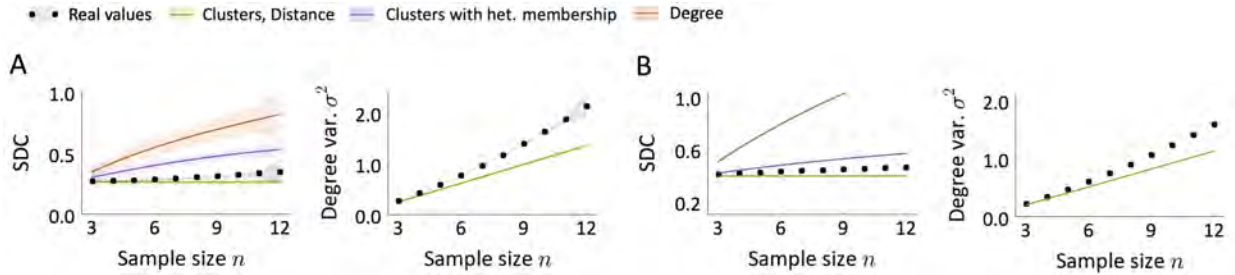 Real values Clusters, Distance Clusters with het. membership Degree
A
SDC
1.0
0.5
0.0
3 6 9 12
Sample size n
Degree var. σ²
2.0
1.0
0.0
3 6 9 12
Sample size n
B
SDC
1.0
0.6
0.2
3 6 9 12
Sample size n
Degree var. σ²
2.0
1.0
0.0
3 6 9 12
Sample size n